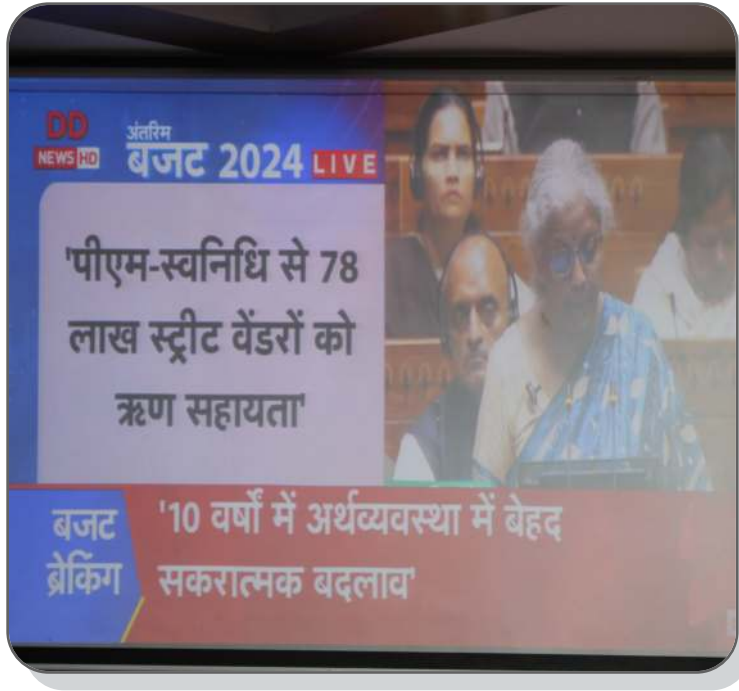 DD
NEWS HD
अंतरिम
बजट 2024 LIVE
'पीएम-स्वनिधि से 78
लाख स्ट्रीट वेंडरों को
ऋण सहायता'
बजट
ब्रेकिंग
'10 वर्षों में अर्थव्यवस्था में बेहद
सकरात्मक बदलाव'